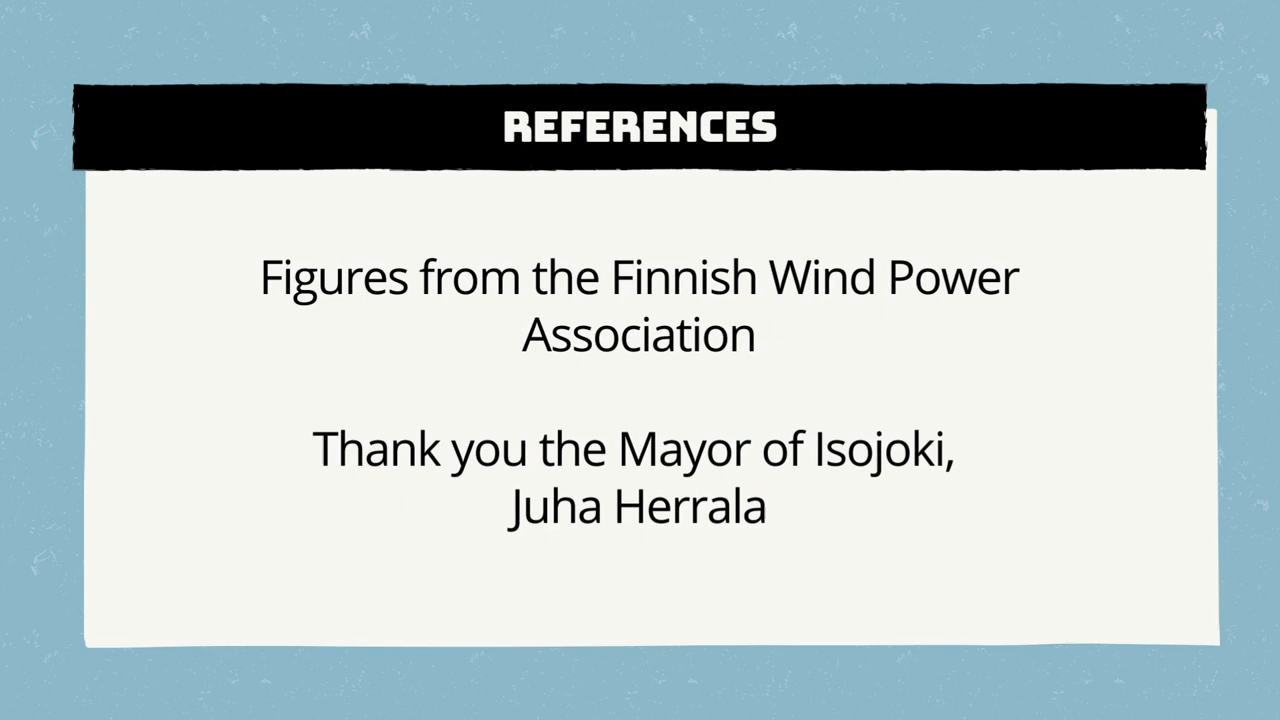 REFERENCES
Figures from the Finnish Wind Power
Association
Thank you the Mayor of Isojoki,
Juha Herrala